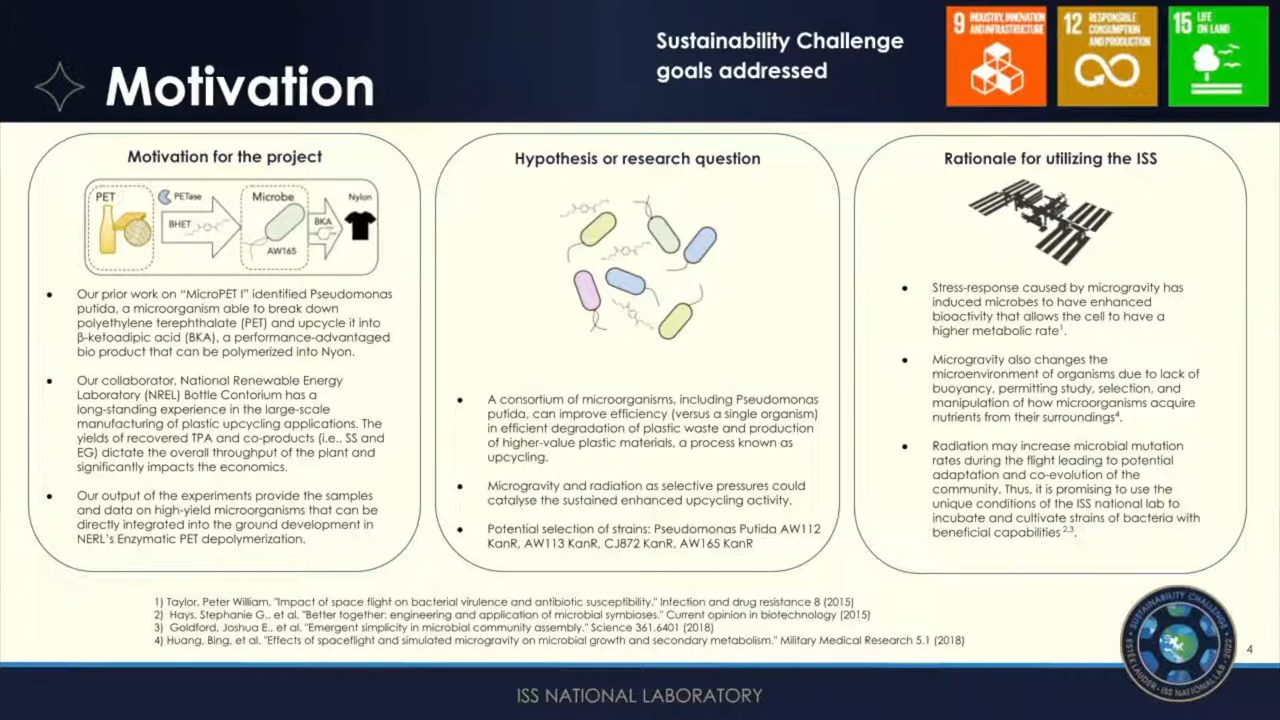 Motivation
Sustainability Challenge
goals addressed
9 INDUSTRY, INNOVATION
AND INFRASTRUCTURE
12 RESPONSIBLE
CONSUMPTION
AND PRODUCTION
15 LIFE
ON LAND
Motivation for the project
PET
PETase
BHET
Microbe
AW165
BKA
Nylon
● Our prior work on “MicroPET I” identified Pseudomonas
putida, a microorganism able to break down
polyethylene terephthalate (PET) and upcycle it into
β-ketoadipic acid (BKA), a performance-advantaged
bio product that can be polymerized into Nyon.
● Our collaborator, National Renewable Energy
Laboratory (NREL) Bottle Contorium has a
long-standing experience in the large-scale
manufacturing of plastic upcycling applications. The
yields of recovered TPA and co-products (i.e., SS and
EG) dictate the overall throughput of the plant and
significantly impacts the economics.
● Our output of the experiments provide the samples
and data on high-yield microorganisms that can be
directly integrated into the ground development in
NERL's Enzymatic PET depolymerization.
Hypothesis or research question
● A consortium of microorganisms, including Pseudomonas
putida, can improve efficiency (versus a single organism)
in efficient degradation of plastic waste and production
of higher-value plastic materials, a process known as
upcycling.
● Microgravity and radiation as selective pressures could
catalyse the sustained enhanced upcycling activity.
● Potential selection of strains: Pseudomonas Putida AW112
KanR, AW113 KanR, CJ872 KanR, AW165 KanR
Rationale for utilizing the ISS
● Stress-response caused by microgravity has
induced microbes to have enhanced
bioactivity that allows the cell to have a
higher metabolic rate¹.
● Microgravity also changes the
microenvironment of organisms due to lack of
buoyancy, permitting study, selection, and
manipulation of how microorganisms acquire
nutrients from their surroundings⁴.
● Radiation may increase microbial mutation
rates during the flight leading to potential
adaptation and co-evolution of the
community. Thus, it is promising to use the
unique conditions of the ISS national lab to
incubate and cultivate strains of bacteria with
beneficial capabilities ²,³.
1) Taylor, Peter William. "Impact of space flight on bacterial virulence and antibiotic susceptibility." Infection and drug resistance 8 (2015)
2) Hays, Stephanie G., et al. "Better together: engineering and application of microbial symbioses." Current opinion in biotechnology (2015)
3) Goldford, Joshua E., et al. "Emergent simplicity in microbial community assembly." Science 361.6401 (2018)
4) Huang, Bing, et al. "Effects of spaceflight and simulated microgravity on microbial growth and secondary metabolism." Military Medical Research 5.1 (2018)
SUSTAINABILITY CHALLENGE
ESTÉE LAUDER · ISS NATIONAL LAB · 2022
4
ISS NATIONAL LABORATORY